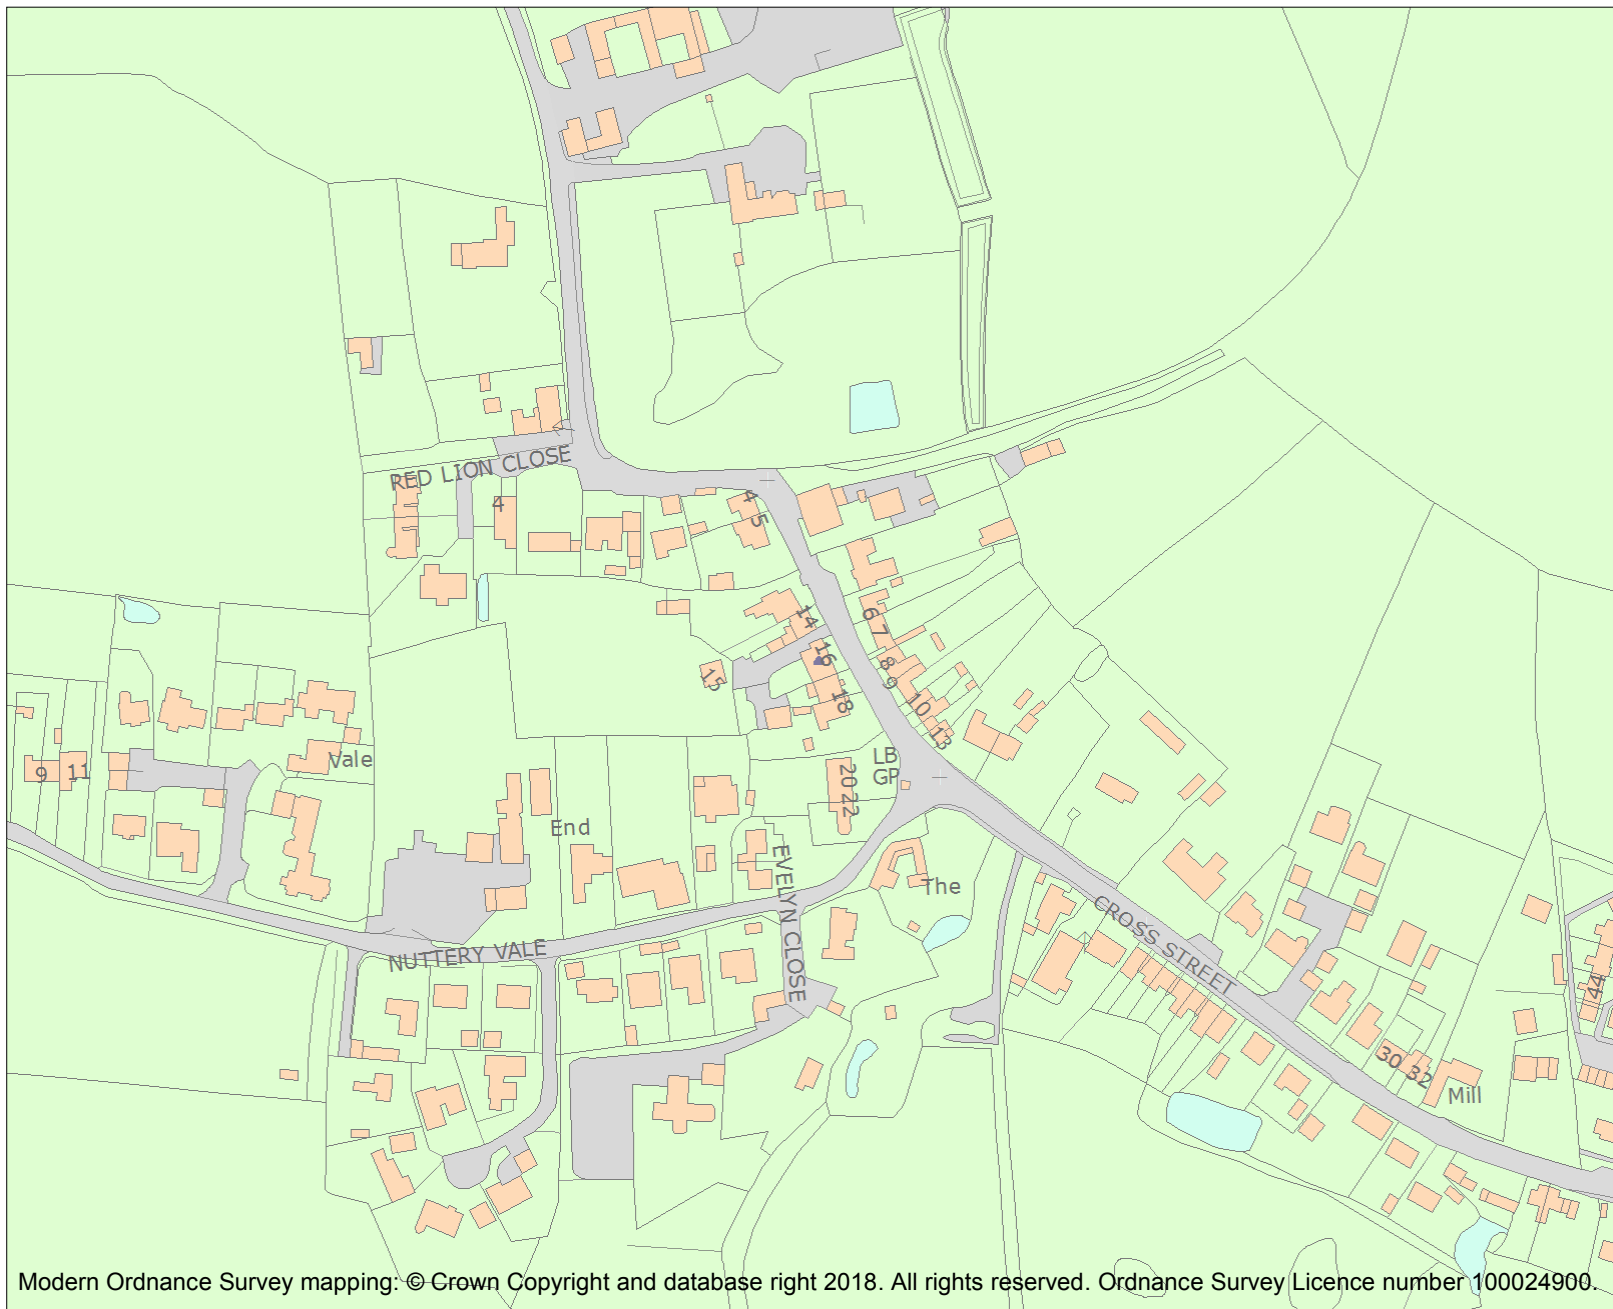 RED LION CLOSE
4
4
5
14
6
7
16
8
9
15
18
10
13
Vale
9
11
LB
GP
20
22
End
EVELYN CLOSE
The
CROSS STREET
NUTTERY VALE
44
30
32
Mill
Modern Ordnance Survey mapping: © Crown Copyright and database right 2018. All rights reserved. Ordnance Survey Licence number 100024900.